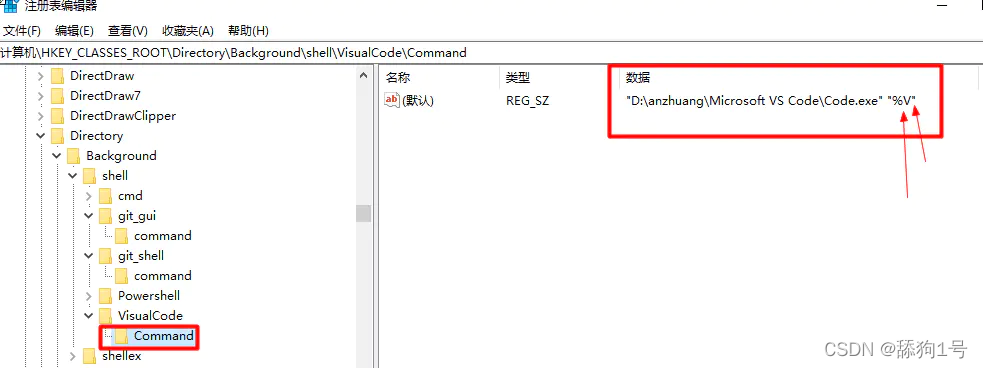 注册表编辑器
文件(F) 编辑(E) 查看(V) 收藏夹(A) 帮助(H)
计算机\HKEY_CLASSES_ROOT\Directory\Background\shell\VisualCode\Command
DirectDraw
DirectDraw7
DirectDrawClipper
Directory
Background
shell
cmd
git_gui
command
git_shell
command
Powershell
VisualCode
Command
shellex
名称 类型 数据
ab (默认) REG_SZ "D:\anzhuang\Microsoft VS Code\Code.exe" "%V"
CSDN @舔狗1号